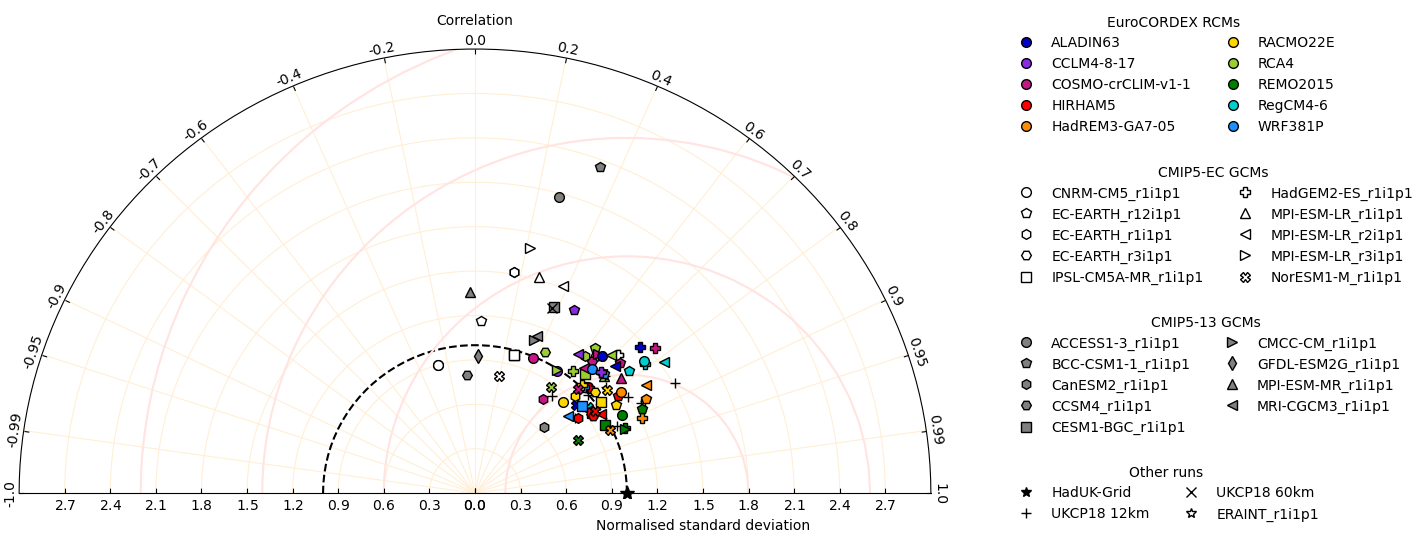 Correlation
0.0
-0.2
0.2
-0.4
0.4
-0.6
0.6
-0.7
0.7
-0.8
0.8
-0.9
0.9
-0.95
0.95
-0.99
0.99
-1.0
1.0
2.7 2.4 2.1 1.8 1.5 1.2 0.9 0.6 0.3 0.0 0.3 0.6 0.9 1.2 1.5 1.8 2.1 2.4 2.7
Normalised standard deviation
EuroCORDEX RCMs
ALADIN63 RACMO22E
CCLM4-8-17 RCA4
COSMO-crCLIM-v1-1 REMO2015
HIRHAM5 RegCM4-6
HadREM3-GA7-05 WRF381P
CMIP5-EC GCMs
CNRM-CM5_r1i1p1 HadGEM2-ES_r1i1p1
EC-EARTH_r12i1p1 MPI-ESM-LR_r1i1p1
EC-EARTH_r1i1p1 MPI-ESM-LR_r2i1p1
EC-EARTH_r3i1p1 MPI-ESM-LR_r3i1p1
IPSL-CM5A-MR_r1i1p1 NorESM1-M_r1i1p1
CMIP5-13 GCMs
ACCESS1-3_r1i1p1 CMCC-CM_r1i1p1
BCC-CSM1-1_r1i1p1 GFDL-ESM2G_r1i1p1
CanESM2_r1i1p1 MPI-ESM-MR_r1i1p1
CCSM4_r1i1p1 MRI-CGCM3_r1i1p1
CESM1-BGC_r1i1p1
Other runs
HadUK-Grid UKCP18 60km
UKCP18 12km ERAINT_r1i1p1